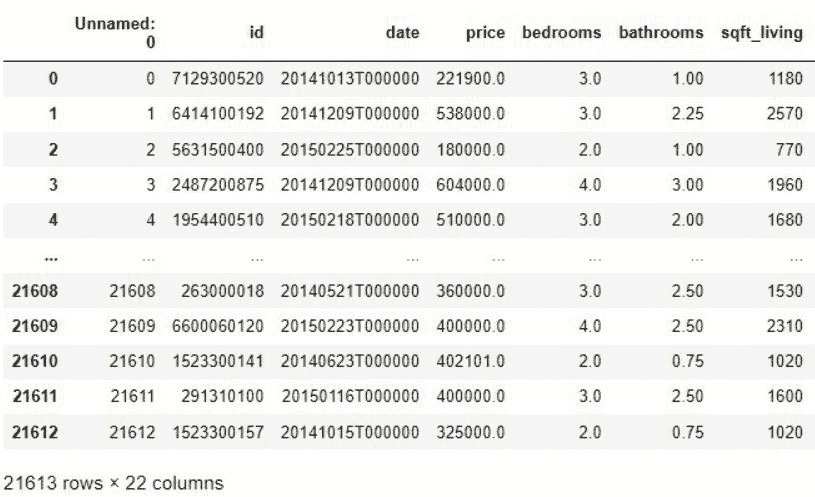 Unnamed: 0 id date price bedrooms bathrooms sqft_living
0 0 7129300520 20141013T000000 221900.0 3.0 1.00 1180
1 1 6414100192 20141209T000000 538000.0 3.0 2.25 2570
2 2 5631500400 20150225T000000 180000.0 2.0 1.00 770
3 3 2487200875 20141209T000000 604000.0 4.0 3.00 1960
4 4 1954400510 20150218T000000 510000.0 3.0 2.00 1680
... ... ... ... ... ... ... ...
21608 21608 263000018 20140521T000000 360000.0 3.0 2.50 1530
21609 21609 6600060120 20150223T000000 400000.0 4.0 2.50 2310
21610 21610 1523300141 20140623T000000 402101.0 2.0 0.75 1020
21611 21611 291310100 20150116T000000 400000.0 3.0 2.50 1600
21612 21612 1523300157 20141015T000000 325000.0 2.0 0.75 1020
21613 rows × 22 columns